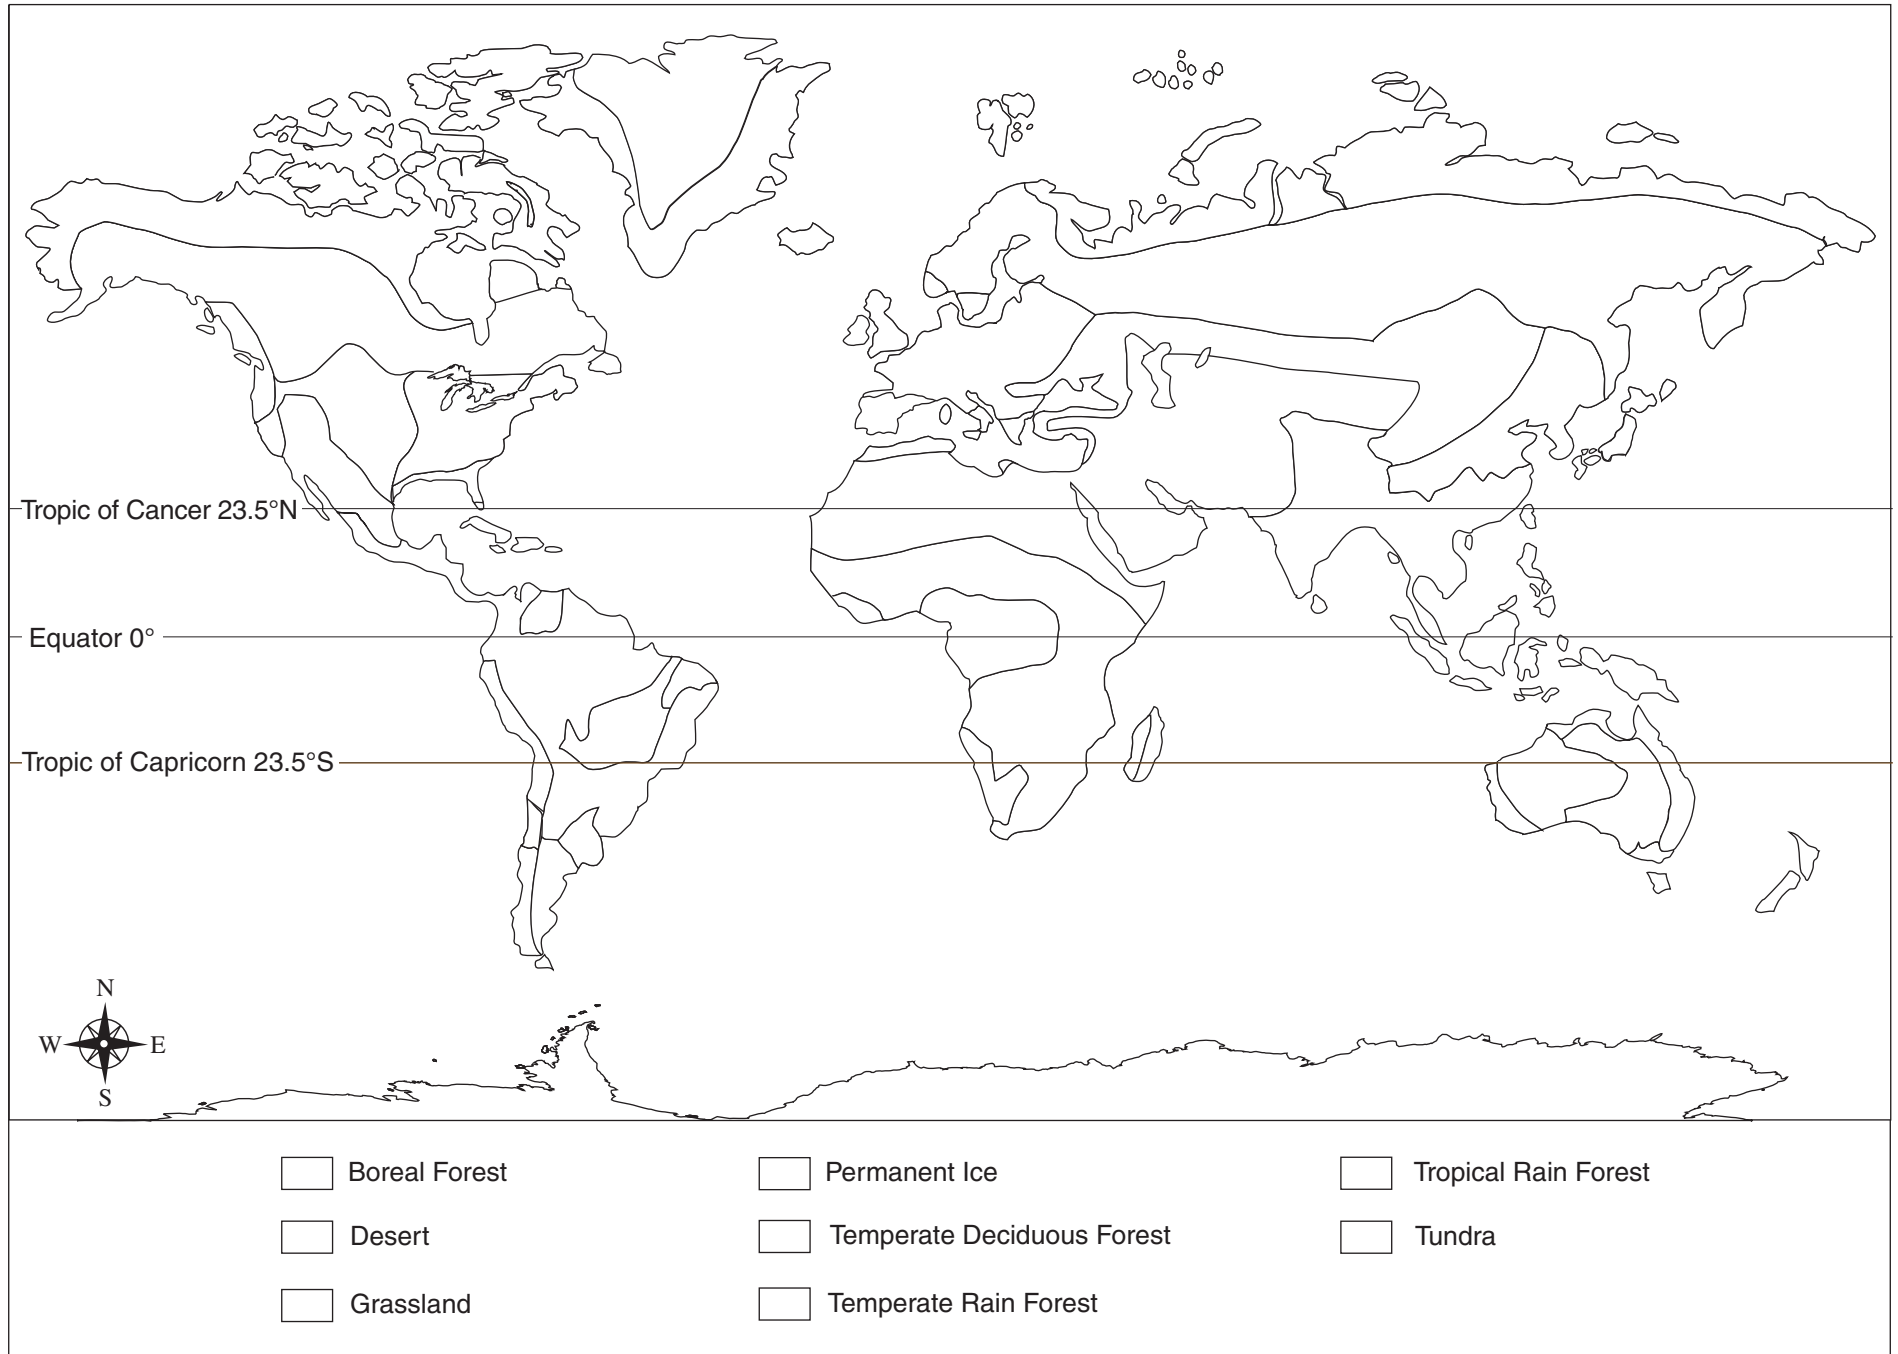 Tropic of Cancer 23.5°N
Equator 0°
Tropic of Capricorn 23.5°S
N
W E
S
Boreal Forest Permanent Ice Tropical Rain Forest
Desert Temperate Deciduous Forest Tundra
Grassland Temperate Rain Forest